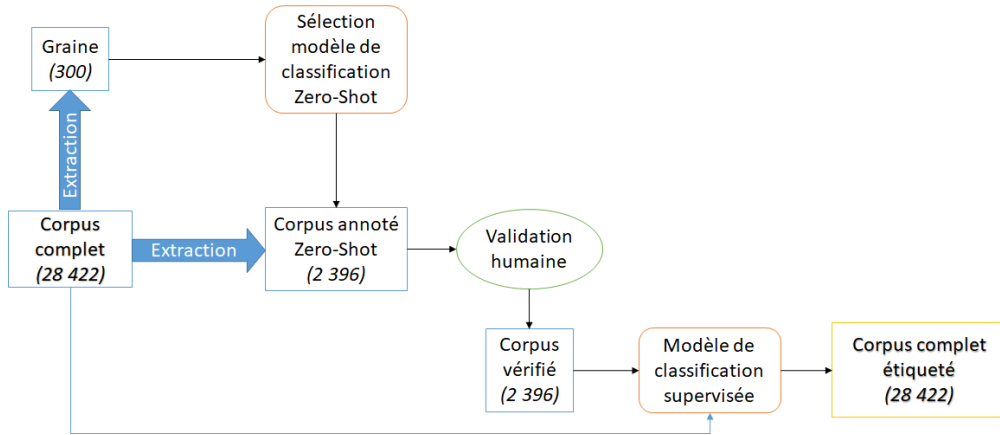 Graine
(300)
Sélection
modèle de
classification
Zero-Shot
Extraction
Corpus
complet
(28 422)
Extraction
Corpus annoté
Zero-Shot
(2 396)
Validation
humaine
Corpus
vérifié
(2 396)
Modèle de
classification
supervisée
Corpus complet
étiqueté
(28 422)